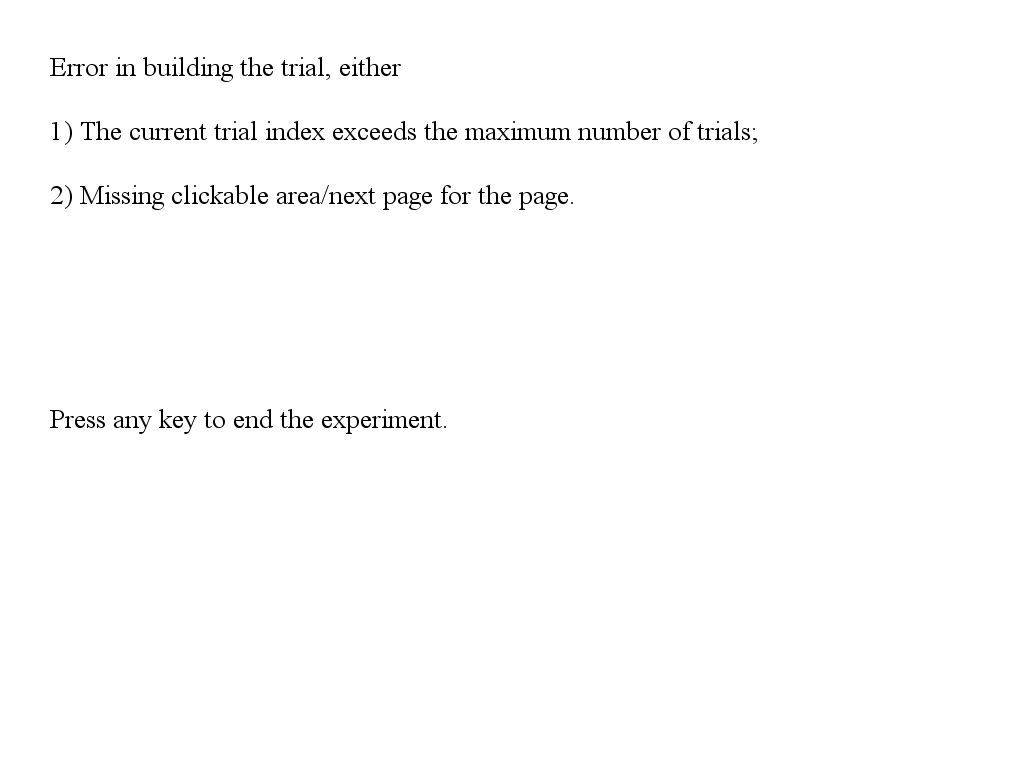 Error in building the trial, either
1) The current trial index exceeds the maximum number of trials;
2) Missing clickable area/next page for the page.
Press any key to end the experiment.